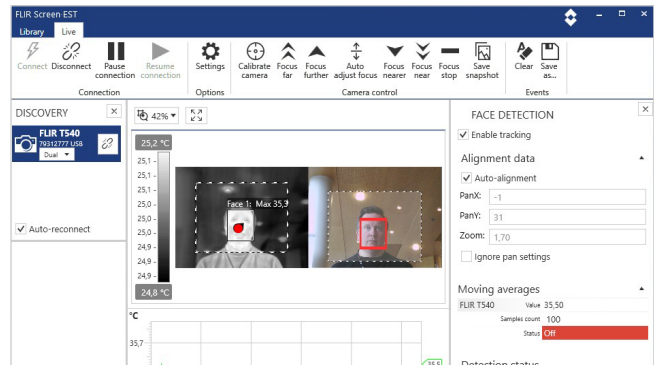 FLIR Screen EST
Library Live
Connect Disconnect Pause connection Resume connection Settings Calibrate camera Focus far Focus further Auto adjust focus Focus nearer Focus near Focus stop Save snapshot Clear Save as...
Connection Options Camera control Events
DISCOVERY
FLIR T540
79312777 USB
Dual
Auto-reconnect
42%
25,2 °C
25,1
25,1
25,1
25,0
25,0
25,0
24,9
24,9
24,9
24,8 °C
Face 1: Max 35,3
°C
35,7
35,5
FACE DETECTION
Enable tracking
Alignment data
Auto-alignment
PanX: -1
PanY: 31
Zoom: 1,70
Ignore pan settings
Moving averages
FLIR T540 Value 35,50
Samples count 100
Status Off
Detection status